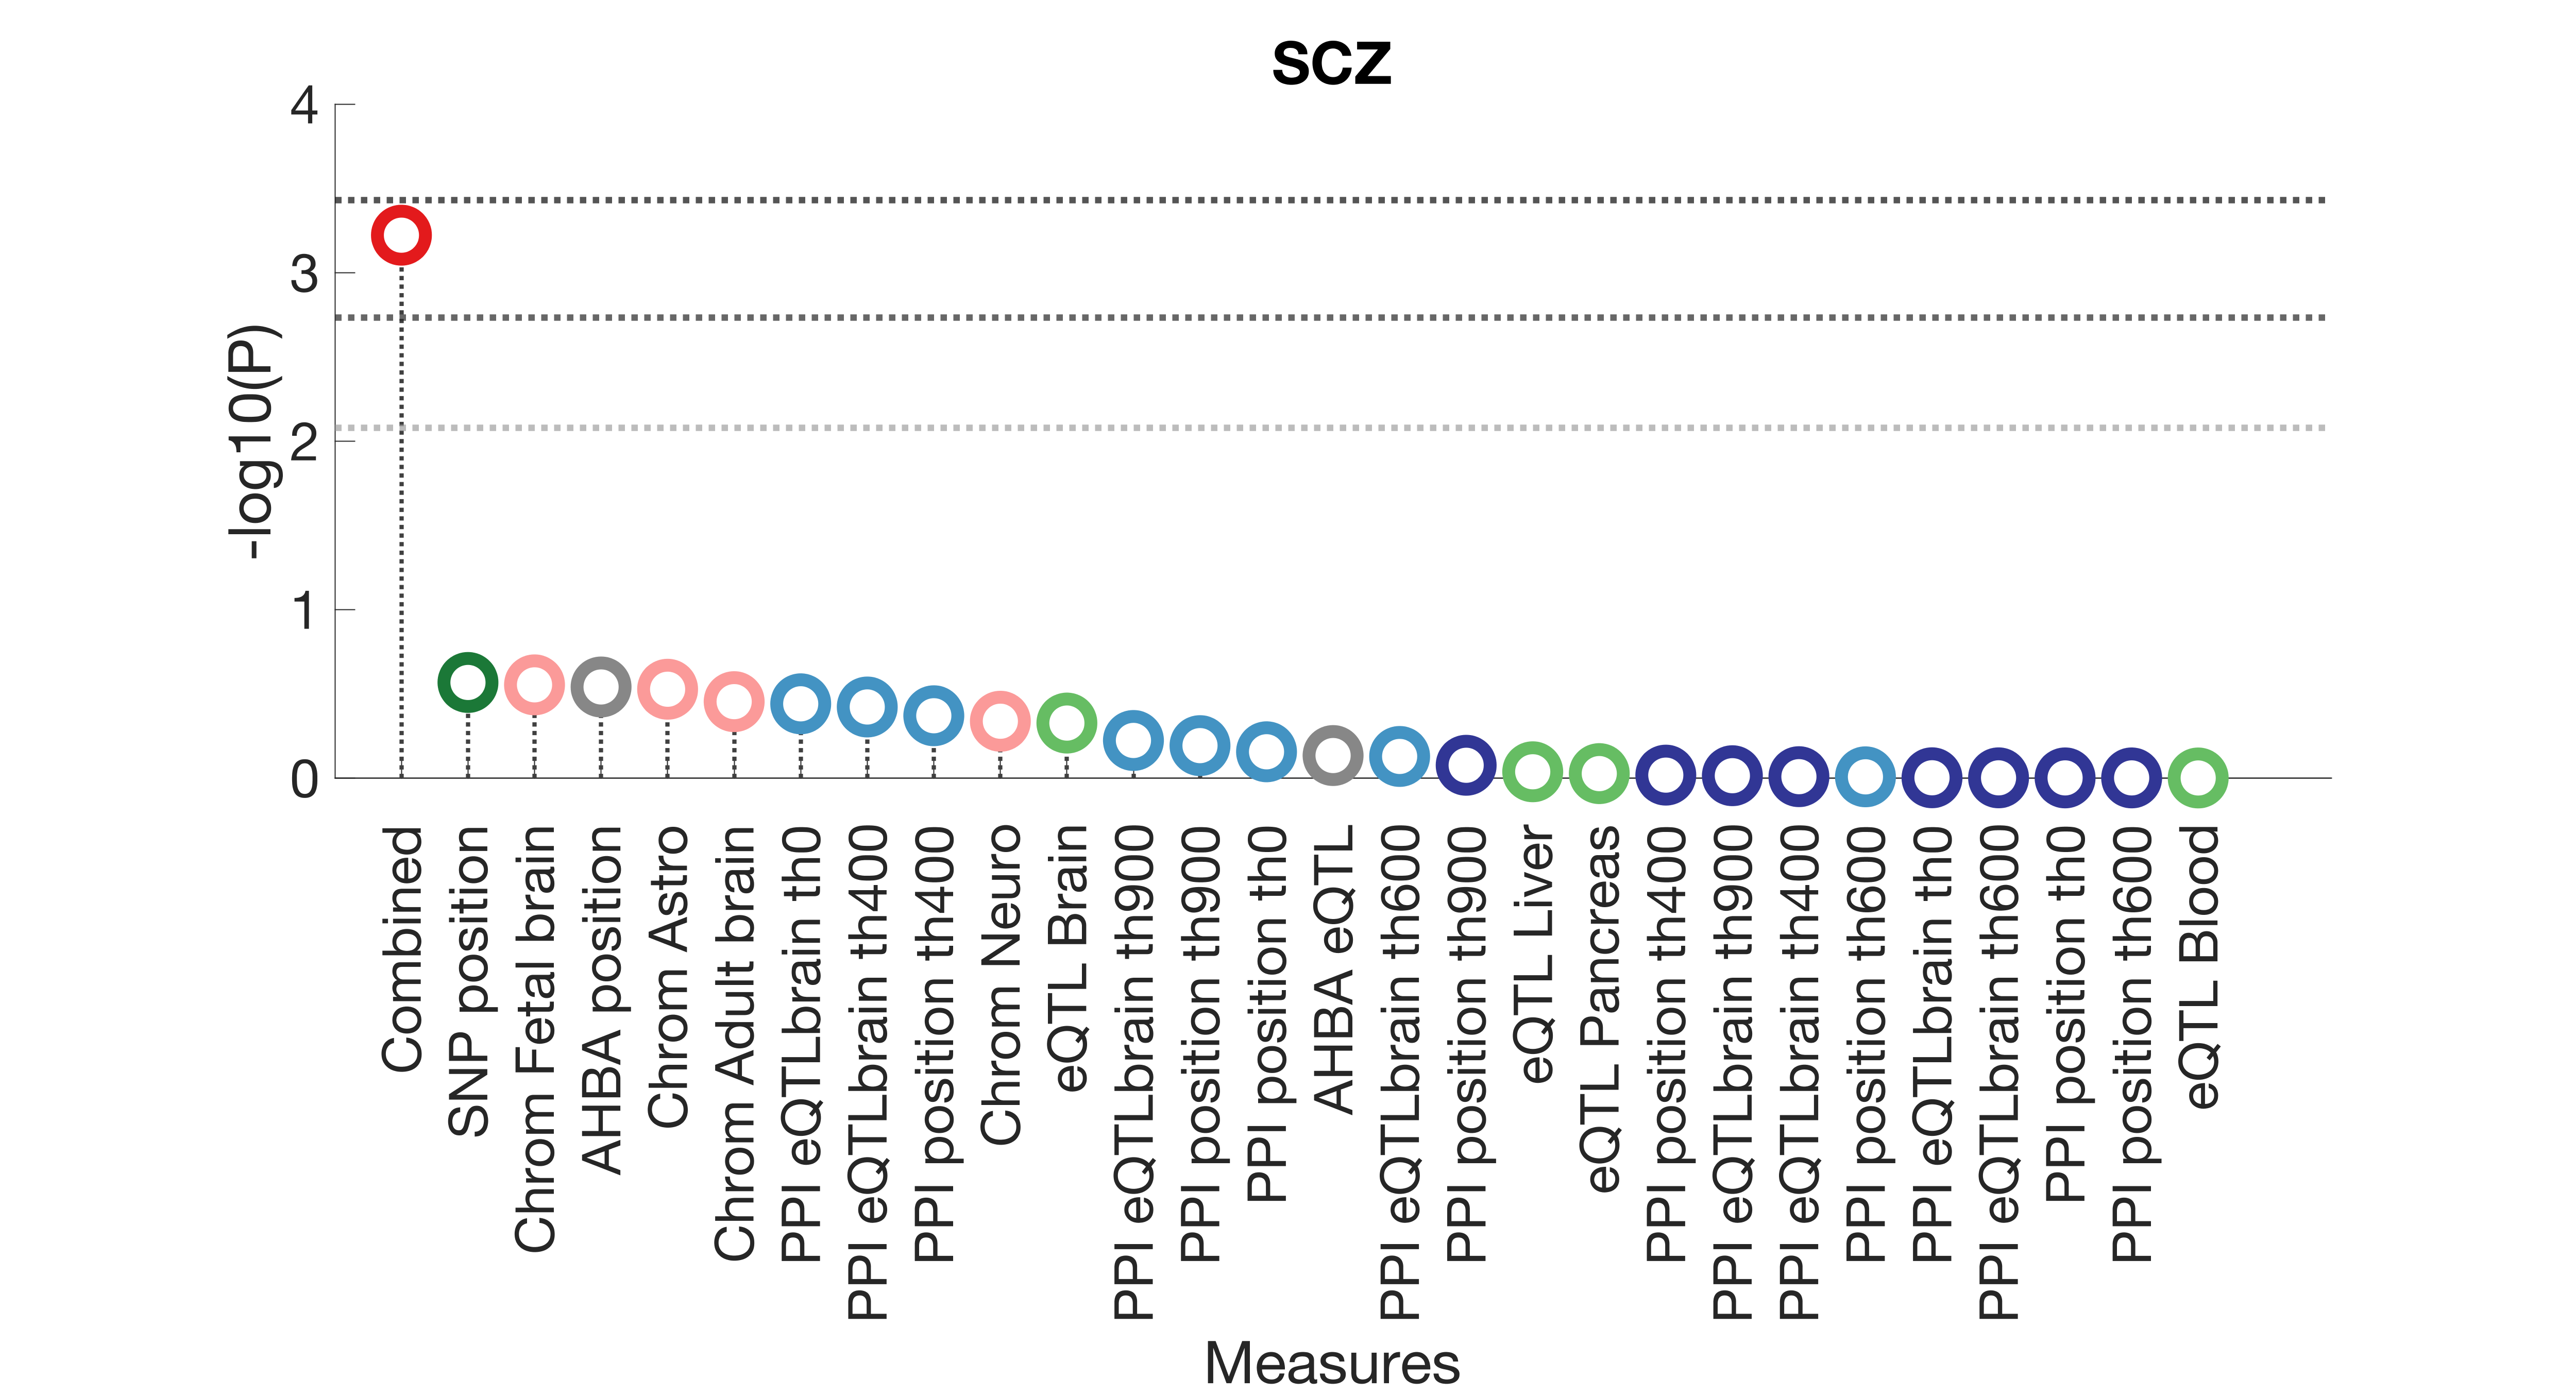 SCZ
4
3
2
1
0
-log10(P)
Combined
SNP position
Chrom Fetal brain
AHBA position
Chrom Astro
Chrom Adult brain
PPI eQTLbrain th0
PPI eQTLbrain th400
PPI position th400
Chrom Neuro
eQTL Brain
PPI eQTLbrain th900
PPI position th900
PPI position th0
AHBA eQTL
PPI eQTLbrain th600
PPI position th900
eQTL Liver
eQTL Pancreas
PPI position th400
PPI eQTLbrain th900
PPI eQTLbrain th400
PPI position th600
PPI eQTLbrain th0
PPI eQTLbrain th600
PPI position th0
PPI position th600
eQTL Blood
Measures